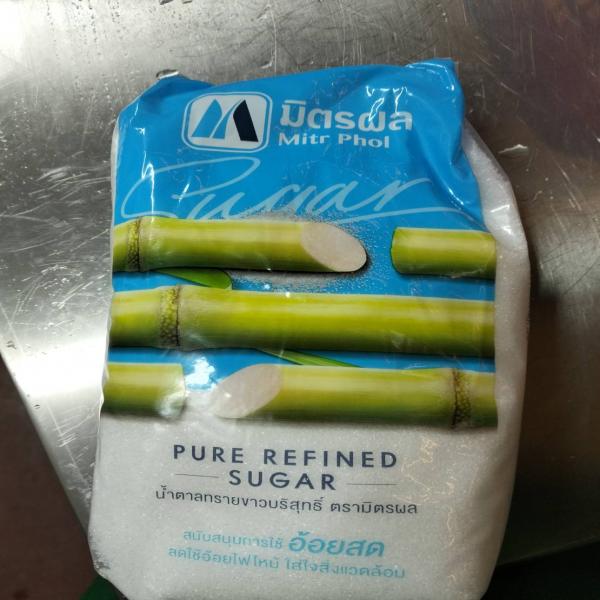 มิตรผล
Mitr Phol
Sugar
PURE REFINED
SUGAR
น้ำตาลทรายขาวบริสุทธิ์ ตรามิตรผล
สนับสนุนการใช้ อ้อยสด
ลดใช้อ้อยไฟไหม้ ใส่ใจสิ่งแวดล้อม